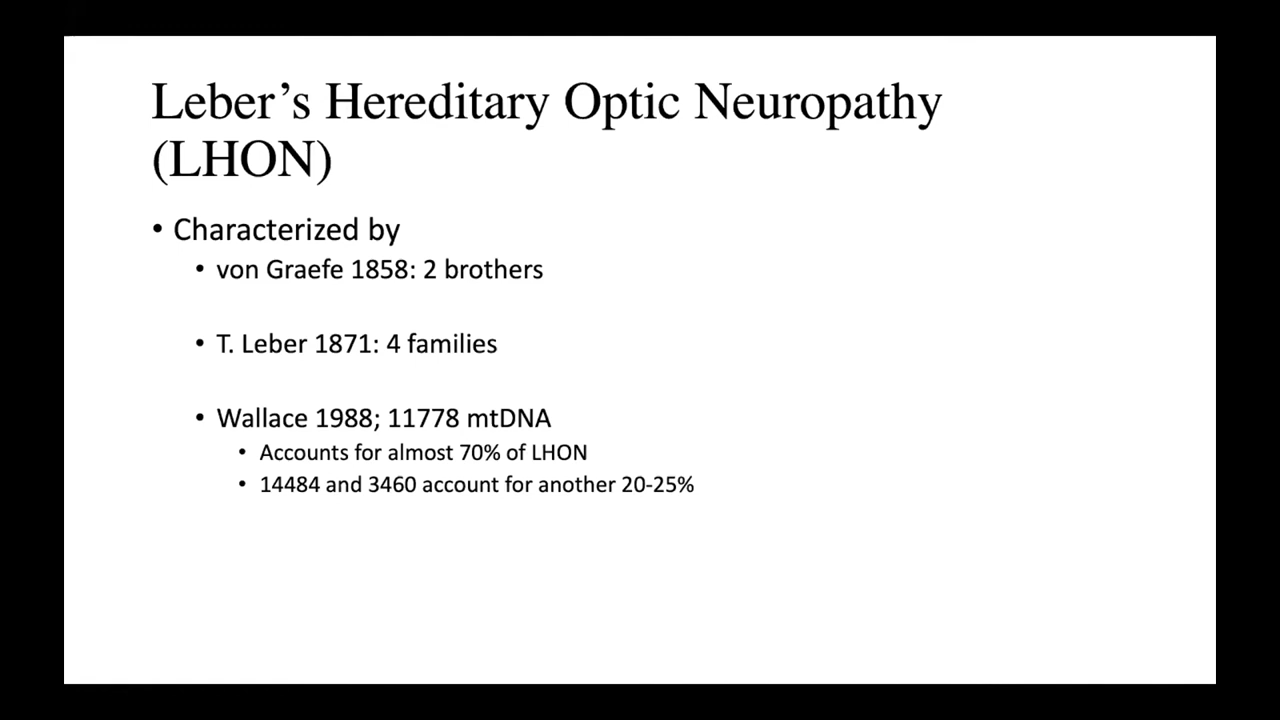 Leber’s Hereditary Optic Neuropathy
(LHON)
• Characterized by
• von Graefe 1858: 2 brothers
• T. Leber 1871: 4 families
• Wallace 1988; 11778 mtDNA
• Accounts for almost 70% of LHON
• 14484 and 3460 account for another 20-25%